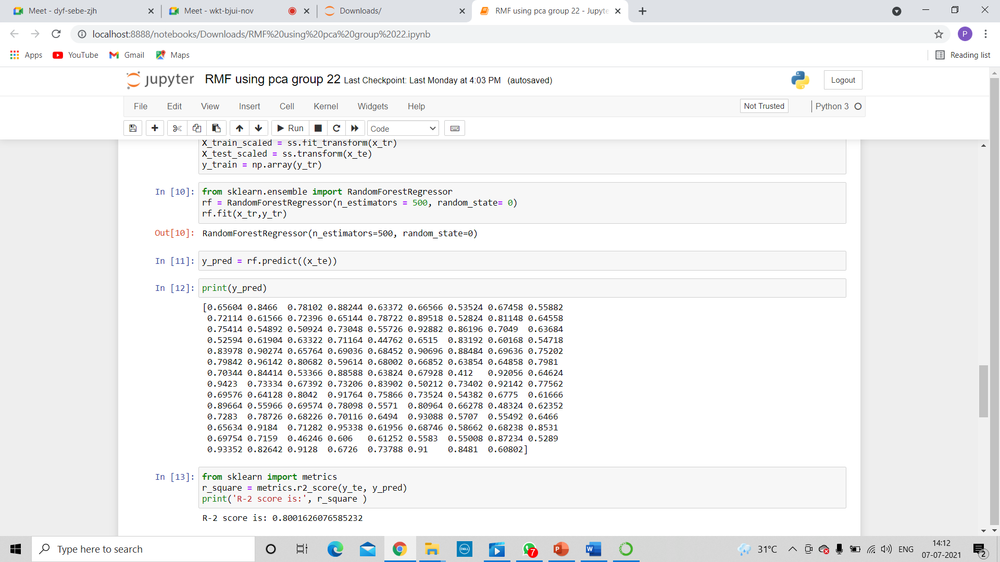 Meet - dyf-sebe-zjh
Meet - wkt-bjui-nov
Downloads/
RMF using pca group 22 - Jupyte
localhost:8888/notebooks/Downloads/RMF%20using%20pca%20group%2022.ipynb
P
Apps YouTube Gmail Maps Reading list
jupyter RMF using pca group 22 Last Checkpoint: Last Monday at 4:03 PM (autosaved) Logout
File Edit View Insert Cell Kernel Widgets Help Not Trusted Python 3
Run Code
X_train_scaled = ss.fit_transform(x_tr)
X_test_scaled = ss.transform(x_te)
y_train = np.array(y_tr)
In [10]: from sklearn.ensemble import RandomForestRegressor
rf = RandomForestRegressor(n_estimators = 500, random_state= 0)
rf.fit(x_tr,y_tr)
Out[10]: RandomForestRegressor(n_estimators=500, random_state=0)
In [11]: y_pred = rf.predict((x_te))
In [12]: print(y_pred)
[0.65604 0.8466  0.78102 0.88244 0.63372 0.66566 0.53524 0.67458 0.55882
0.72114 0.61566 0.72396 0.65144 0.78722 0.89518 0.52824 0.81148 0.64558
0.75414 0.54892 0.50924 0.73048 0.55726 0.92882 0.86196 0.7049  0.63684
0.52594 0.61904 0.63322 0.71164 0.44762 0.6515  0.83192 0.60168 0.54718
0.83978 0.90274 0.65764 0.69036 0.68452 0.90696 0.88484 0.69636 0.75202
0.79842 0.96142 0.80682 0.59614 0.68002 0.66852 0.63854 0.64858 0.7981
0.70344 0.84414 0.53366 0.88588 0.63824 0.67928 0.412   0.92056 0.64624
0.9423  0.73334 0.67392 0.73206 0.83902 0.50212 0.73402 0.92142 0.77562
0.69576 0.64128 0.8042  0.91764 0.75866 0.73524 0.54382 0.6775  0.61666
0.89664 0.55966 0.69574 0.78098 0.5571  0.80964 0.66278 0.48324 0.62352
0.7283  0.78726 0.68226 0.70116 0.6494  0.93088 0.5707  0.55492 0.6466
0.65634 0.9184  0.71282 0.95338 0.61956 0.68746 0.58662 0.68238 0.8531
0.69754 0.7159  0.46246 0.606   0.61252 0.5583  0.55008 0.87234 0.5289
0.93352 0.82642 0.9128  0.6726  0.73788 0.91    0.8481  0.60802]
In [13]: from sklearn import metrics
r_square = metrics.r2_score(y_te, y_pred)
print('R-2 score is:', r_square )
R-2 score is: 0.8001626076585232
Type here to search
DELL
7
P
W
31°C
ENG
14:12
07-07-2021
2